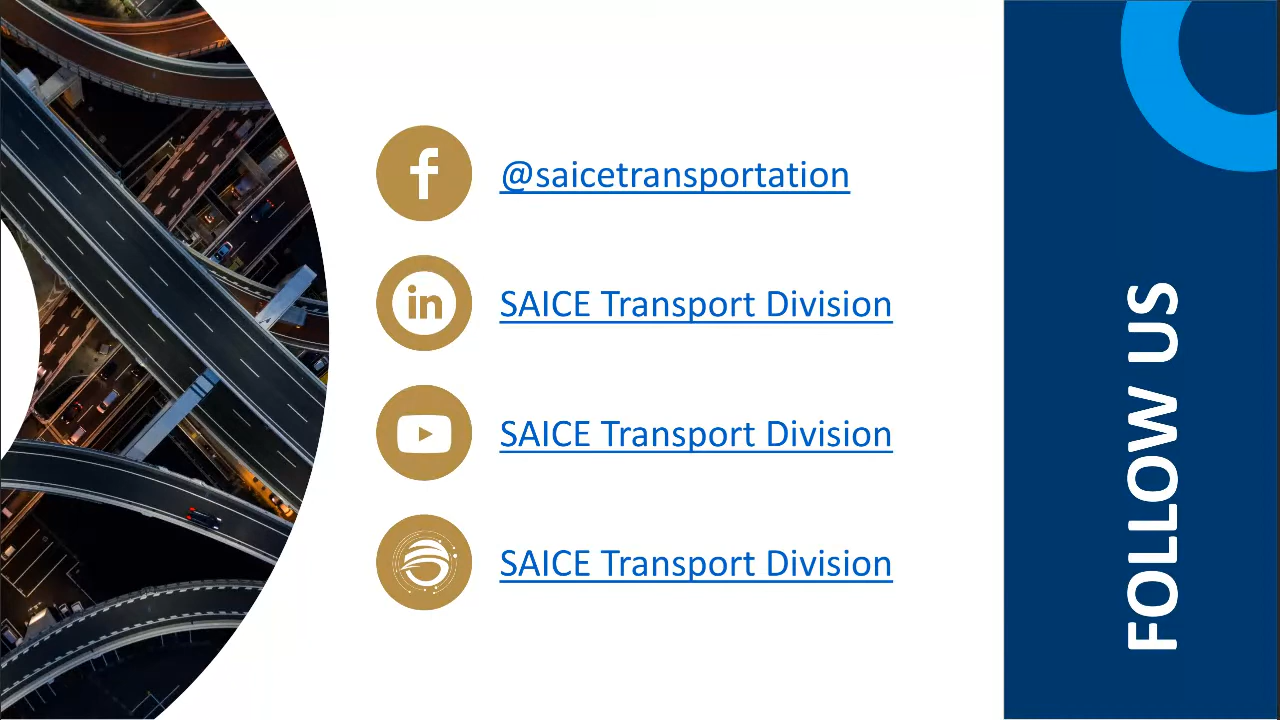 @saicetransportation
SAICE Transport Division
SAICE Transport Division
SAICE Transport Division
FOLLOW US